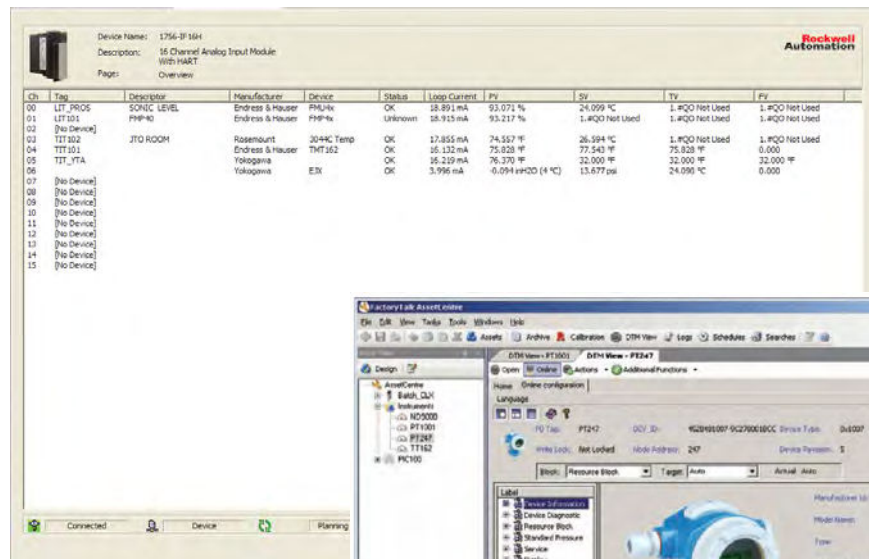 Device Name: 1756-IF16H
Description: 16 Channel Analog Input Module
With HART
Page: Overview
Rockwell
Automation
Ch Tag Descriptor Manufacturer Device Status Loop Current PV SV TV FV
00 LIT_PROS SONIC LEVEL Endress & Hauser FMU4x OK 18.891 mA 93.071 % 24.099 °C 1.#QO Not Used 1.#QO Not Used
01 LIT101 FMP40 Endress & Hauser FMP4x Unknown 18.915 mA 93.217 % 1.#QO Not Used 1.#QO Not Used 1.#QO Not Used
02 [No Device]
03 TIT102 JTO ROOM Rosemount 3044C Temp OK 17.855 mA 74.557 °F 26.594 °C 1.#QO Not Used 1.#QO Not Used
04 TIT101 Endress & Hauser TMT162 OK 16.132 mA 75.828 °F 77.543 °F 75.828 °F 0.000
05 TIT_YTA Yokogawa OK 16.219 mA 76.370 °F 32.000 °F 32.000 °F 32.000 °F
06 Yokogawa EJX OK 3.996 mA -0.094 inH2O (4 °C) 13.677 psi 24.090 °C 0.000
07 [No Device]
08 [No Device]
09 [No Device]
10 [No Device]
11 [No Device]
12 [No Device]
13 [No Device]
14 [No Device]
15 [No Device]
Connected Device Planning
FactoryTalk AssetCentre
File Edit View Tasks Tools Windows Help
Assets Archive Calibration DTM View Logs Schedules Searches
DTM View - PT1001 DTM View - PT247
Design Open Online Actions Additional Functions
Home Online configuration
Language
AssetCentre
Batch_CLX
Instruments
ND9000
PT1001
PT247
TT162
PIC100
PD Tag: PT247 DEV_ID: Device Type: 0x1007
Write Lock: Not Locked Node Address: 247 Device Revision: 5
Block: Resource Block Target: Auto Actual: Auto
Label
Device Information
Device Diagnostic
Resource Block
Standard Pressure
Service
Manufacturer Id:
Model Name:
Type: